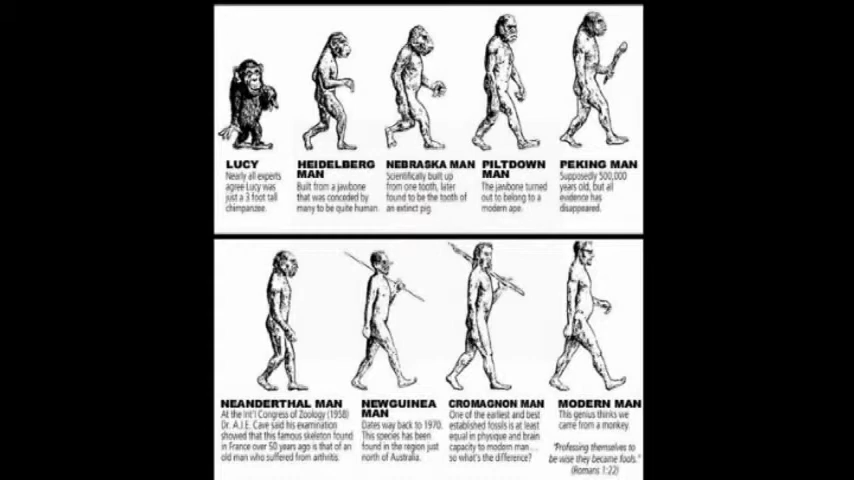 LUCY
Nearly all experts
agree Lucy was
just a 3 foot tall
chimpanzee.
HEIDELBERG
MAN
Built from a jawbone
that was conceded by
many to be quite human.
NEBRASKA MAN
Scientifically built up
from one tooth, later
found to be the tooth of
an extinct pig.
PILTDOWN
MAN
The jawbone turned
out to belong to a
modern ape.
PEKING MAN
Supposedly 500,000
years old, but all
evidence has
disappeared.
NEANDERTHAL MAN
At the Int'l Congress of Zoology (1958)
Dr. A.J.E. Cave said his examination
showed that this famous skeleton found
in France over 50 years ago is that of an
old man who suffered from arthritis.
NEWGUINEA
MAN
Dates way back to 1970.
This species has been
found in the region just
north of Australia.
CROMAGNON MAN
One of the earliest and best
established fossils is at least
equal in physique and brain
capacity to modern man...
so what's the difference?
MODERN MAN
This genius thinks we
came from a monkey.
"Professing themselves to
be wise they became fools."
(Romans 1:22)